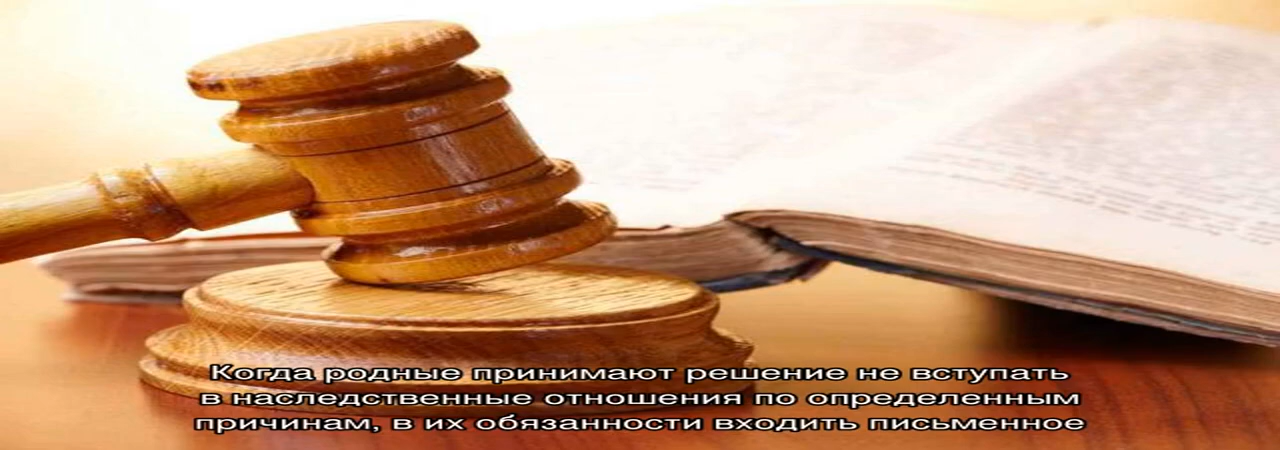 Когда родные принимают решение не вступать
в наследственные отношения по определенным
причинам, в их обязанности входить письменное